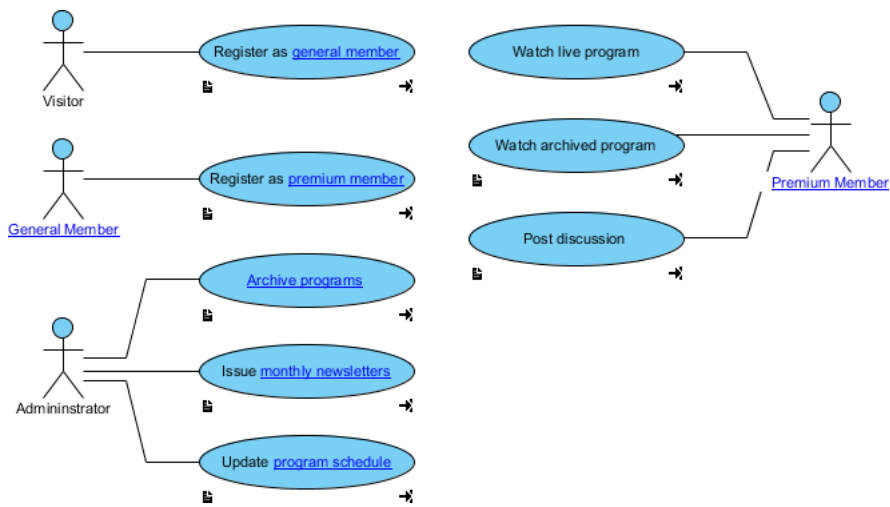 Visitor
Register as general member
General Member
Register as premium member
Admininstrator
Archive programs
Issue monthly newsletters
Update program schedule
Watch live program
Watch archived program
Post discussion
Premium Member